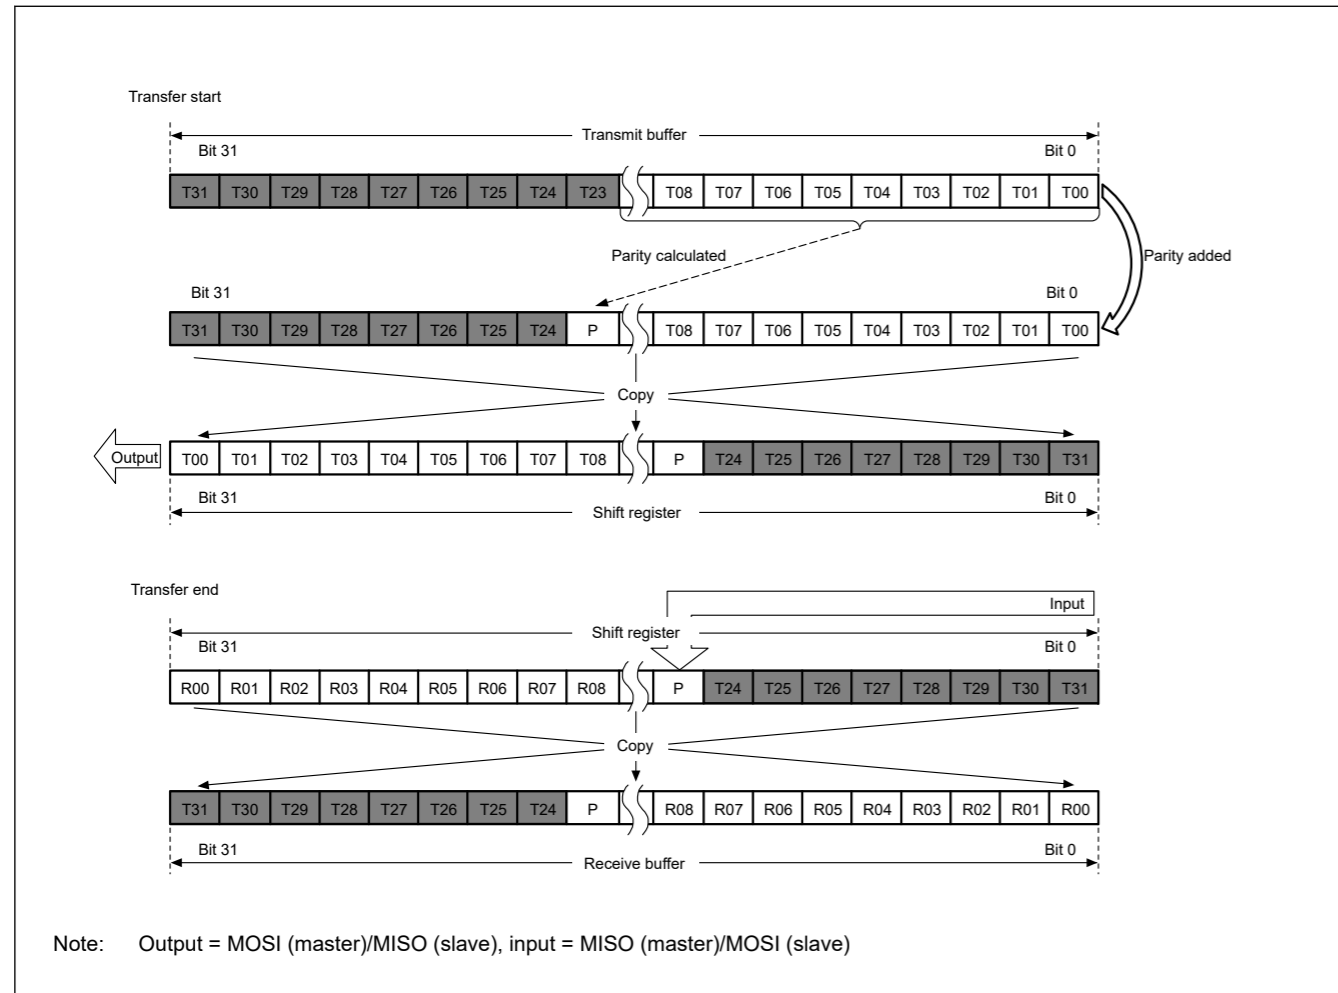 Transfer start
Transmit buffer
Bit 31 Bit 0
T31 T30 T29 T28 T27 T26 T25 T24 T23 T08 T07 T06 T05 T04 T03 T02 T01 T00
Parity calculated Parity added
Bit 31 Bit 0
T31 T30 T29 T28 T27 T26 T25 T24 P T08 T07 T06 T05 T04 T03 T02 T01 T00
Copy
Output T00 T01 T02 T03 T04 T05 T06 T07 T08 P T24 T25 T26 T27 T28 T29 T30 T31
Bit 31 Bit 0
Shift register
Transfer end
Input
Shift register
Bit 31 Bit 0
R00 R01 R02 R03 R04 R05 R06 R07 R08 P T24 T25 T26 T27 T28 T29 T30 T31
Copy
T31 T30 T29 T28 T27 T26 T25 T24 P R08 R07 R06 R05 R04 R03 R02 R01 R00
Bit 31 Bit 0
Receive buffer
Note: Output = MOSI (master)/MISO (slave), input = MISO (master)/MOSI (slave)